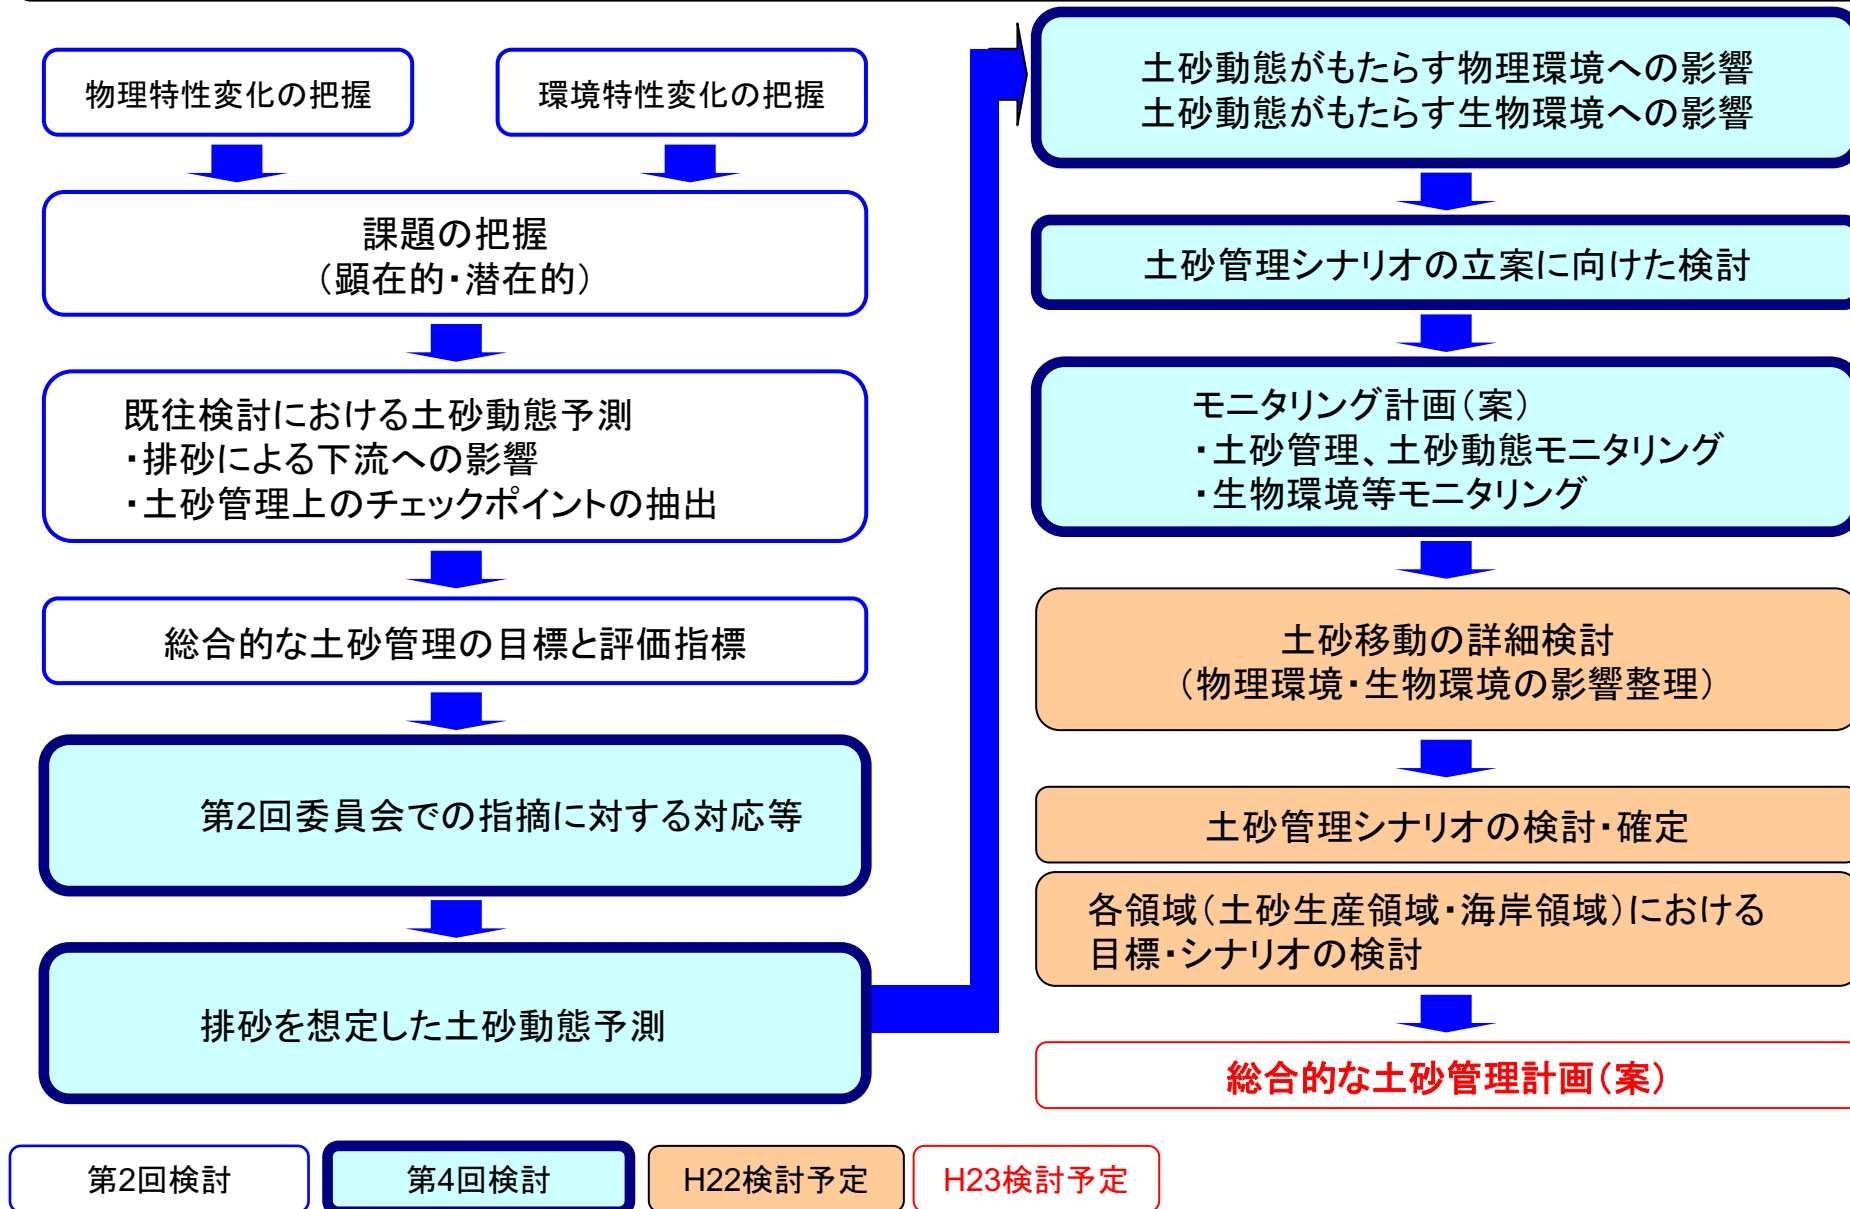 物理特性変化の把握
環境特性変化の把握
課題の把握
（顕在的・潜在的）
既往検討における土砂動態予測
・排砂による下流への影響
・土砂管理上のチェックポイントの抽出
総合的な土砂管理の目標と評価指標
第2回委員会での指摘に対する対応等
排砂を想定した土砂動態予測
土砂動態がもたらす物理環境への影響
土砂動態がもたらす生物環境への影響
土砂管理シナリオの立案に向けた検討
モニタリング計画（案）
・土砂管理、土砂動態モニタリング
・生物環境等モニタリング
土砂移動の詳細検討
（物理環境・生物環境の影響整理）
土砂管理シナリオの検討・確定
各領域（土砂生産領域・海岸領域）における
目標・シナリオの検討
総合的な土砂管理計画（案）
第2回検討
第4回検討
H22検討予定
H23検討予定